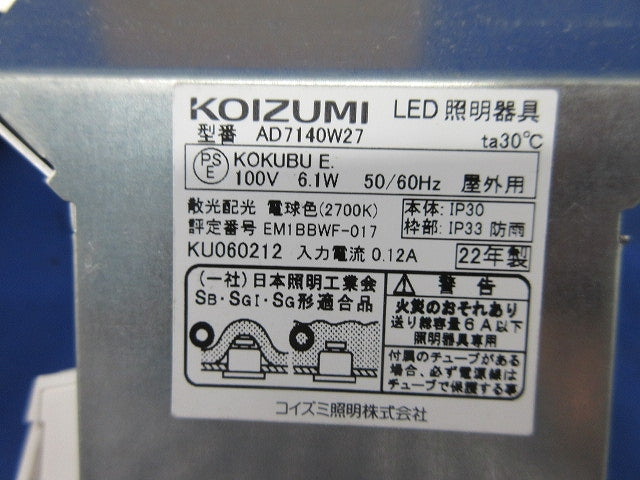 KOIZUMI LED 照明器具
型番 AD7140W27 ta30℃
PS
E
KOKUBU E.
100V 6.1W 50/60Hz 屋外用
散光配光 電球色(2700K)
評定番号 EM1BBWF-017
本体: IP30
枠部: IP33 防雨
KU060212 入力電流 0.12A 22年製
(一社)日本照明工業会
SB・SGI・SG形適合品
警告
火災のおそれあり
送り総容量6A以下
照明器具専用
付属のチューブがある
場合、必ず電源線は
チューブで保護する事
コイズミ照明株式会社